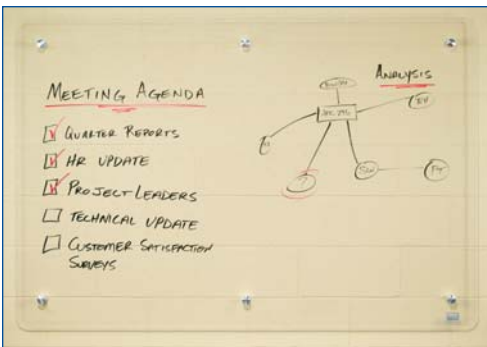 MEETING AGENDA
QUARTER REPORTS
HR UPDATE
PROJECT LEADERS
TECHNICAL UPDATE
CUSTOMER SATISFACTION
SURVEYS
ANALYSIS
?